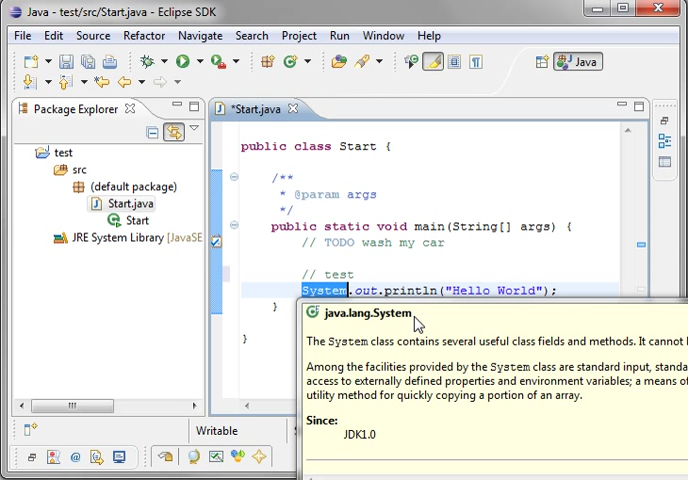 Java - test/src/Start.java - Eclipse SDK
File Edit Source Refactor Navigate Search Project Run Window Help
Java
Package Explorer
*Start.java
test
src
(default package)
Start.java
Start
JRE System Library [JavaSE
public class Start {
/**
* @param args
*/
public static void main(String[] args) {
// TODO wash my car
// test
System.out.println("Hello World");
}
}
java.lang.System
The System class contains several useful class fields and methods. It cannot
Among the facilities provided by the System class are standard input, standa
access to externally defined properties and environment variables; a means of
utility method for quickly copying a portion of an array.
Since:
JDK1.0
Writable